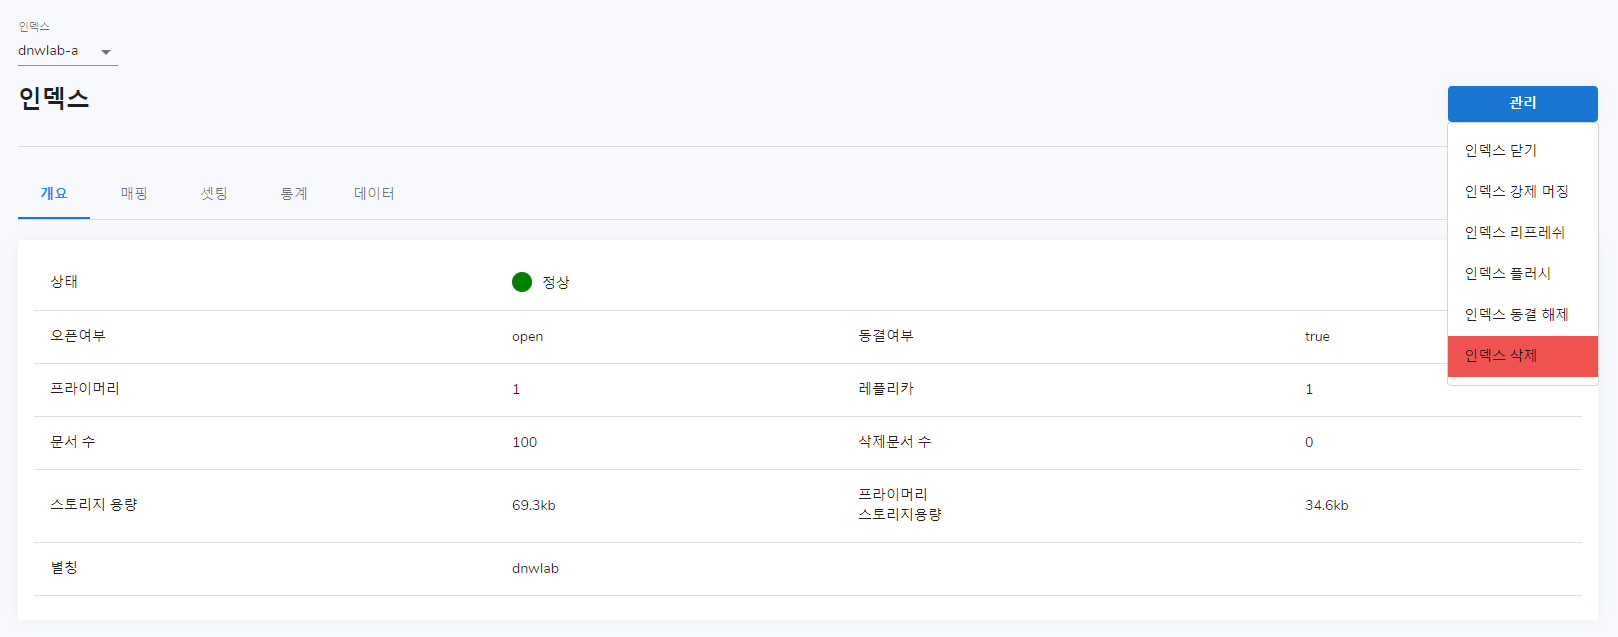 인덱스
dnwlab-a
인덱스
관리
인덱스 닫기
인덱스 강제 머징
인덱스 리프레쉬
인덱스 플러시
인덱스 동결 해제
인덱스 삭제
개요 매핑 셋팅 통계 데이터
상태 정상
오픈여부 open 동결여부 true
프라이머리 1 레플리카 1
문서 수 100 삭제문서 수 0
스토리지 용량 69.3kb 프라이머리 34.6kb
스토리지용량
별칭 dnwlab